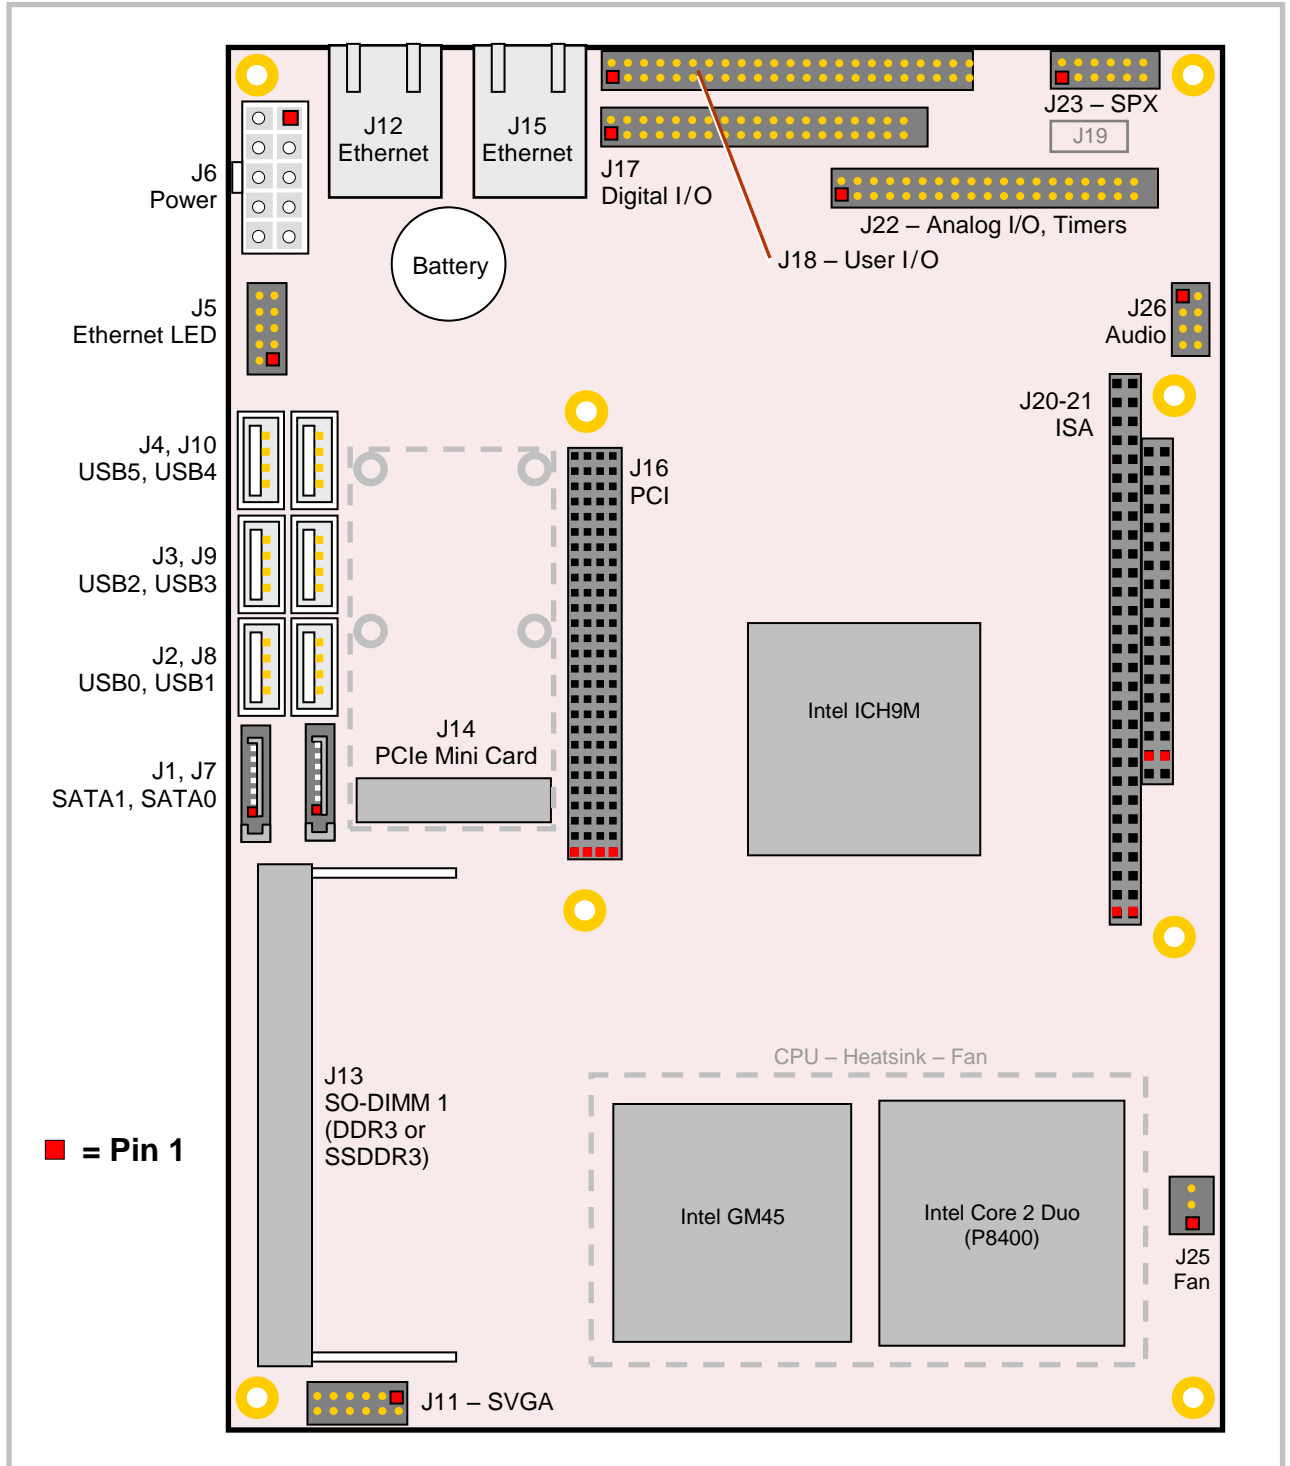 J12
Ethernet
J15
Ethernet
J23 – SPX
J19
J17
Digital I/O
J6
Power
J22 – Analog I/O, Timers
J18 – User I/O
Battery
J5
Ethernet LED
J26
Audio
J20-21
ISA
J4, J10
USB5, USB4
J16
PCI
J3, J9
USB2, USB3
J2, J8
USB0, USB1
Intel ICH9M
J14
PCIe Mini Card
J1, J7
SATA1, SATA0
CPU – Heatsink – Fan
J13
SO-DIMM 1
(DDR3 or
SSDDR3)
= Pin 1
Intel GM45
Intel Core 2 Duo
(P8400)
J25
Fan
J11 – SVGA